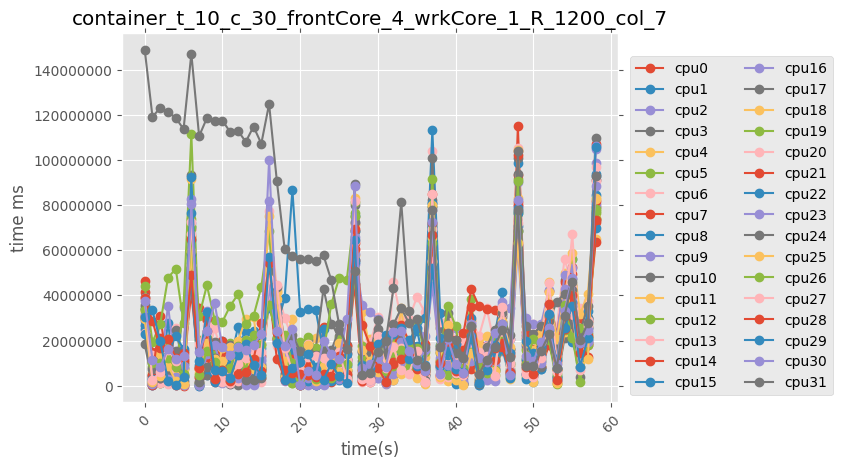 container_t_10_c_30_frontCore_4_wrkCore_1_R_1200_col_7
time ms
140000000
120000000
100000000
80000000
60000000
40000000
20000000
0
0
10
20
30
40
50
60
time(s)
cpu0
cpu1
cpu2
cpu3
cpu4
cpu5
cpu6
cpu7
cpu8
cpu9
cpu10
cpu11
cpu12
cpu13
cpu14
cpu15
cpu16
cpu17
cpu18
cpu19
cpu20
cpu21
cpu22
cpu23
cpu24
cpu25
cpu26
cpu27
cpu28
cpu29
cpu30
cpu31